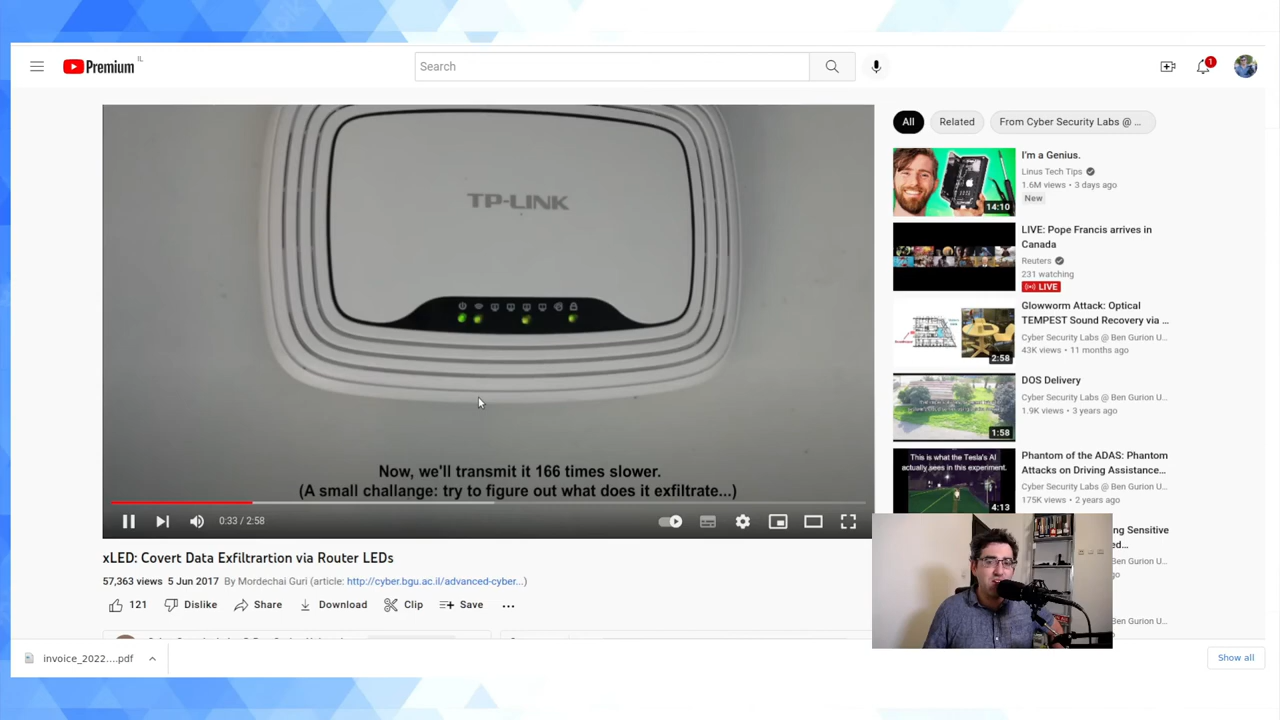 Premium IL
Search
1
TP-LINK
Now, we'll transmit it 166 times slower.
(A small challange: try to figure out what does it exfiltrate...)
0:33 / 2:58
xLED: Covert Data Exfiltrartion via Router LEDs
57,363 views 5 Jun 2017 By Mordechai Guri (article: http://cyber.bgu.ac.il/advanced-cyber...)
121 Dislike Share Download Clip Save ...
All Related From Cyber Security Labs @ ...
I'm a Genius.
Linus Tech Tips
1.6M views • 3 days ago
New
14:10
LIVE: Pope Francis arrives in
Canada
Reuters
231 watching
LIVE
Glowworm Attack: Optical
TEMPEST Sound Recovery via ...
Cyber Security Labs @ Ben Gurion U...
43K views • 11 months ago
2:58
DOS Delivery
Cyber Security Labs @ Ben Gurion U...
1.9K views • 3 years ago
1:58
This is what the Tesla's AI
actually sees in this experiment.
Phantom of the ADAS: Phantom
Attacks on Driving Assistance...
Cyber Security Labs @ Ben Gurion U...
175K views • 2 years ago
4:13
ng Sensitive
d...
Gurion U...
ago
Gurion U...
invoice_2022....pdf
Show all